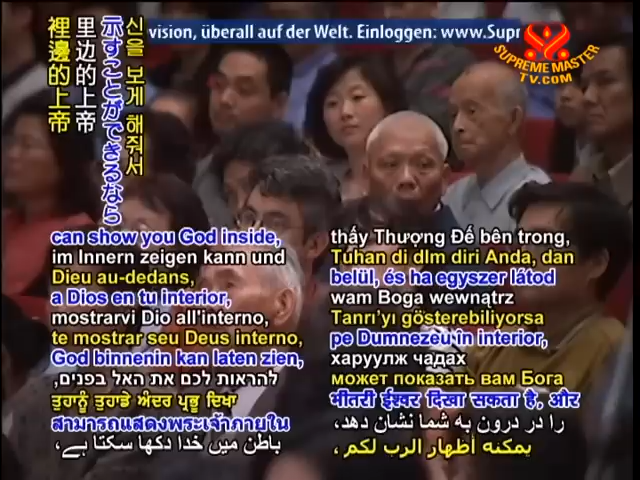 vision, überall auf der Welt. Einloggen: www.Supr
SUPREME MASTER
TV.COM
신을 보게 해줘서
示すことができるなら
里边的上帝
裡邊的上帝
can show you God inside,
im Innern zeigen kann und
Dieu au-dedans,
a Dios en tu interior,
mostrarvi Dio all'interno,
te mostrar seu Deus interno,
God binnenin kan laten zien,
להראות לכם את האל בפנים,
ਤੁਹਾਨੂੰ ਤੁਹਾਡੇ ਅੰਦਰ ਪ੍ਰਭੂ ਦਿਖਾ
สามารถแสดงพระเจ้าภายใน
باطن میں خدا دکھا سکتا ہے،
thấy Thượng Đế bên trong,
Tuhan di dlm diri Anda, dan
belül, és ha egyszer látod
wam Boga wewnątrz
Tanrı'yı gösterebiliyorsa
pe Dumnezeu în interior,
харуулж чадах
может показать вам Бога
भीतरी ईश्वर दिखा सकता है, और
را در درون به شما نشان دهد،
يمكنه أظهار الرب لكم ،